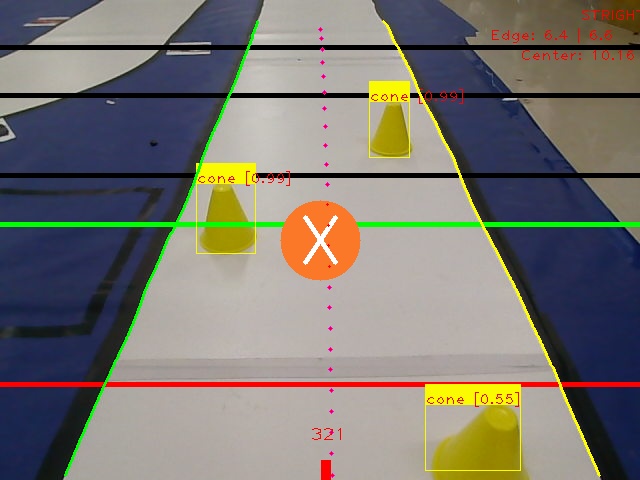 STRIGH
Edge: 6.4 | 6.6
Center: 10.16
cone [0.99]
cone [0.99]
X
cone [0.55]
321